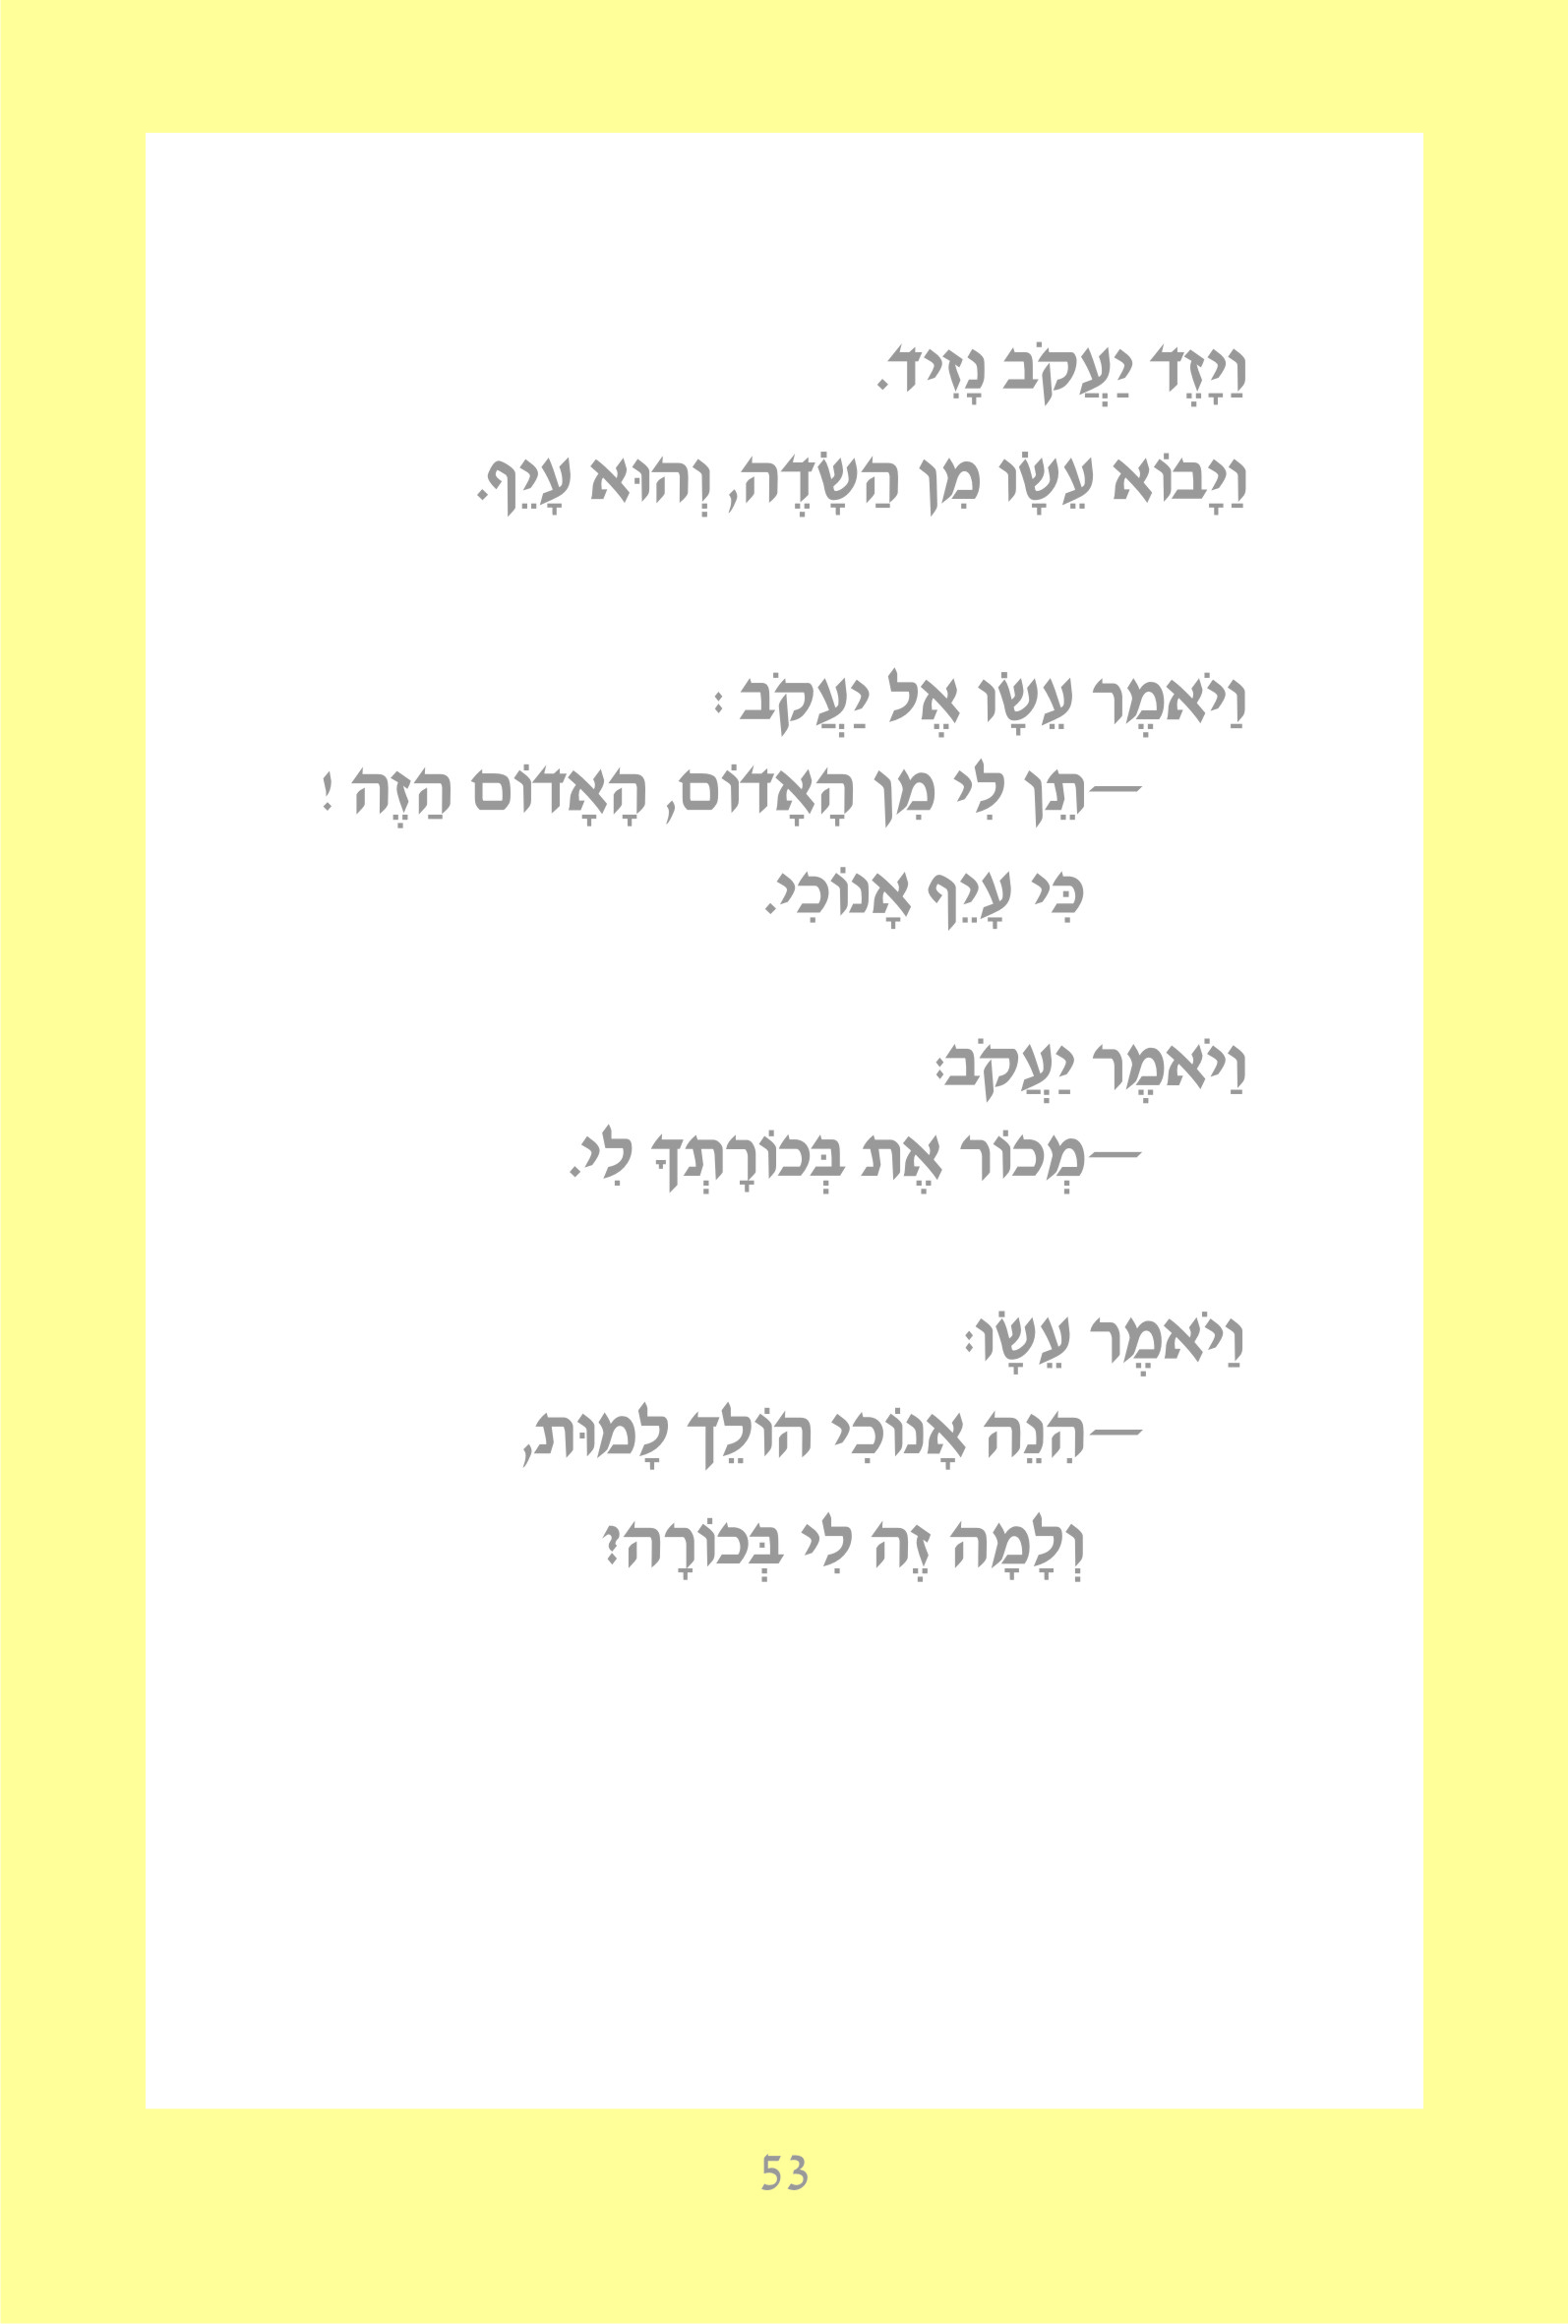 וַיָּזֶד יַעֲקֹב נָזֶיד.
וַיָּבוֹא עֵשָׂו מִן הַשָּׂדֶה, וְהוּא עָיֵף.
וַיֹּאמֶר עֵשָׂו אֶל יַעֲקֹב :
—תֵּן לִי מִן הָאָדוֹם, הָאָדוֹם הַזֶּה !
כִּי עָיֵף אָנוֹכִי.
וַיֹּאמֶר יַעֲקֹב:
—מְכוֹר אֶת בְּכוֹרָתְךָ לִי.
וַיֹּאמֶר עֵשָׂו:
—הִנֵּה אָנוֹכִי הוֹלֵך לָמוּת,
וְלָמָּה זֶה לִי בְּכוֹרָה?
53